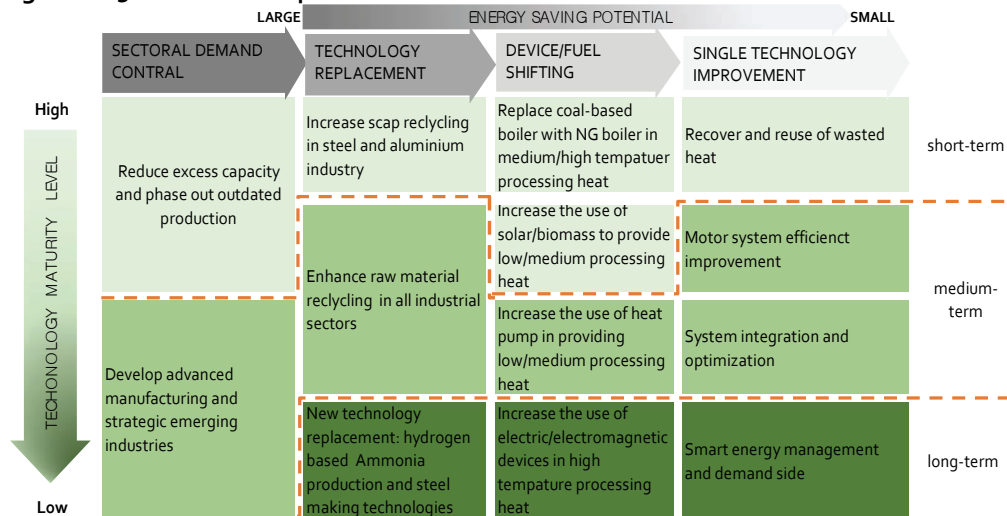 LARGE
ENERGY SAVING POTENTIAL
SMALL
SECTORAL DEMAND
CONTRAL
TECHNOLOGY
REPLACEMENT
DEVICE/FUEL
SHIFTING
SINGLE TECHNOLOGY
IMPROVEMENT
High
TECHONOLOGY MATURITY LEVEL
Low
Reduce excess capacity
and phase out outdated
production
Increase scap reclycling
in steel and aluminium
industry
Replace coal-based
boiler with NG boiler in
medium/high tempatuer
processing heat
Recover and reuse of wasted
heat
short-term
Enhance raw material
reclycling in all industrial
sectors
Increase the use of
solar/biomass to provide
low/medium processing
heat
Motor system efficienct
improvement
medium-
term
Develop advanced
manufacturing and
strategic emerging
industries
Increase the use of heat
pump in providing
low/medium processing
heat
System integration and
optimization
New technology
replacement: hydrogen
based Ammonia
production and steel
making technologies
Increase the use of
electric/electromagnetic
devices in high
tempature processing
heat
Smart energy management
and demand side
long-term